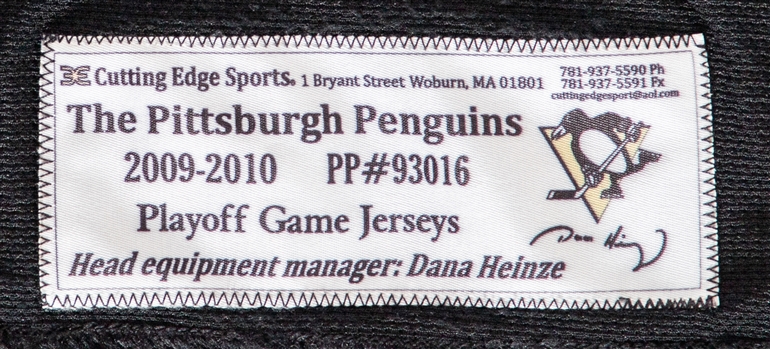 Cutting Edge Sports. 1 Bryant Street Woburn, MA 01801
781-937-5590 Ph
781-937-5591 Fx
cuttingedgesport@aol.com
The Pittsburgh Penguins
2009-2010 PP#93016
Playoff Game Jerseys
Head equipment manager: Dana Heinze